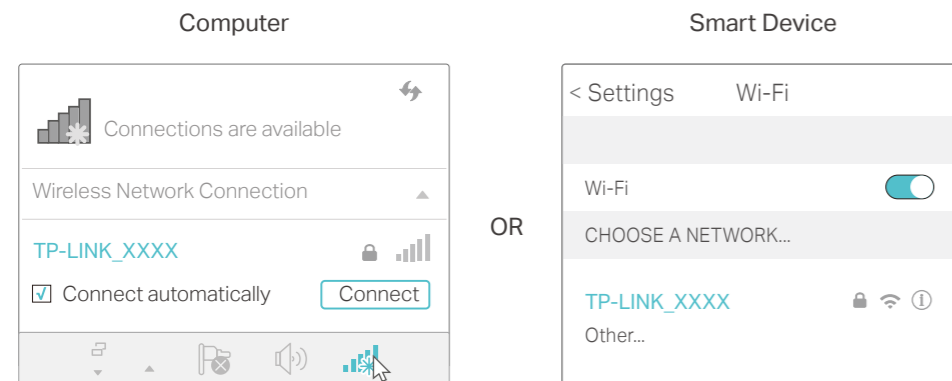 Computer
Connections are available
Wireless Network Connection
TP-LINK_XXXX
Connect automatically
Connect
OR
Smart Device
< Settings Wi-Fi
Wi-Fi
CHOOSE A NETWORK...
TP-LINK_XXXX
Other...